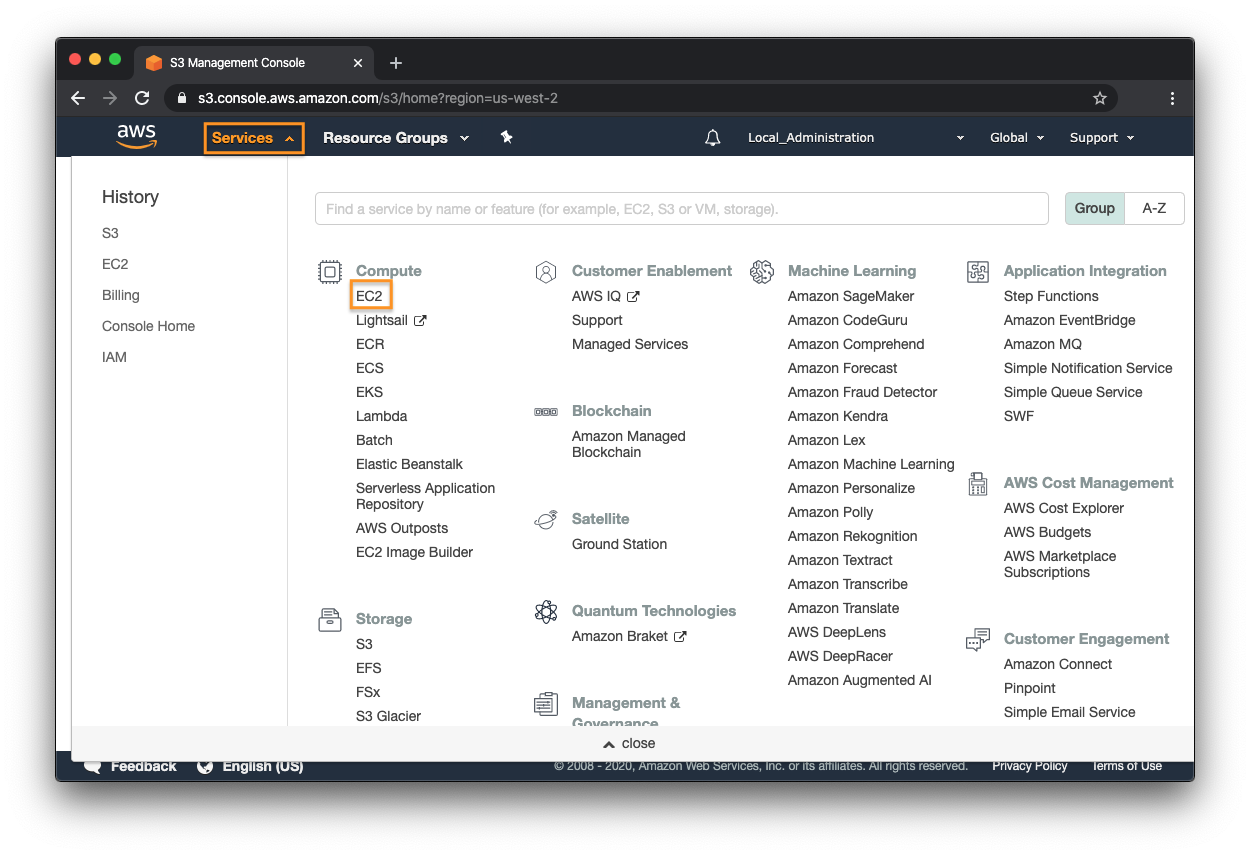 S3 Management Console
s3.console.aws.amazon.com/s3/home?region=us-west-2
aws
Services
Resource Groups
Local_Administration
Global
Support
History
S3
EC2
Billing
Console Home
IAM
Find a service by name or feature (for example, EC2, S3 or VM, storage).
Group
A-Z
Compute
EC2
Lightsail
ECR
ECS
EKS
Lambda
Batch
Elastic Beanstalk
Serverless Application
Repository
AWS Outposts
EC2 Image Builder
Storage
S3
EFS
FSx
S3 Glacier
Customer Enablement
AWS IQ
Support
Managed Services
Blockchain
Amazon Managed
Blockchain
Satellite
Ground Station
Quantum Technologies
Amazon Braket
Management &
Governance
Machine Learning
Amazon SageMaker
Amazon CodeGuru
Amazon Comprehend
Amazon Forecast
Amazon Fraud Detector
Amazon Kendra
Amazon Lex
Amazon Machine Learning
Amazon Personalize
Amazon Polly
Amazon Rekognition
Amazon Textract
Amazon Transcribe
Amazon Translate
AWS DeepLens
AWS DeepRacer
Amazon Augmented AI
Application Integration
Step Functions
Amazon EventBridge
Amazon MQ
Simple Notification Service
Simple Queue Service
SWF
AWS Cost Management
AWS Cost Explorer
AWS Budgets
AWS Marketplace
Subscriptions
Customer Engagement
Amazon Connect
Pinpoint
Simple Email Service
close
Feedback
English (US)
© 2008 - 2020, Amazon Web Services, Inc. or its affiliates. All rights reserved.
Privacy Policy
Terms of Use